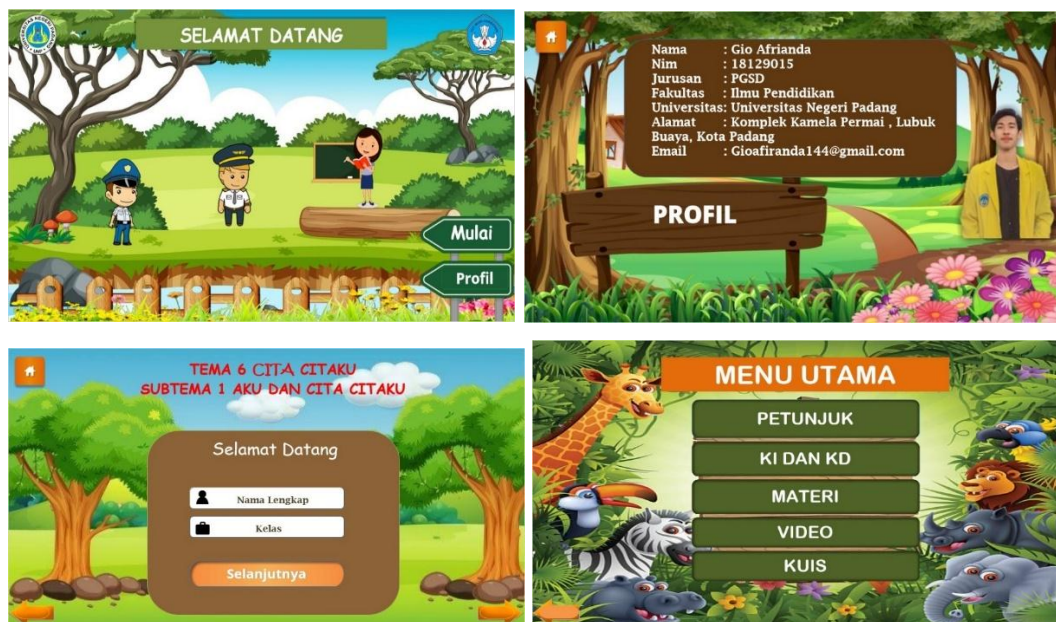 SELAMAT DATANG
Mulai
Profil
Nama : Gio Afrianda
Nim : 18129015
Jurusan : PGSD
Fakultas : Ilmu Pendidikan
Universitas: Universitas Negeri Padang
Alamat : Komplek Kamela Permai , Lubuk
Buaya, Kota Padang
Email : Gioafiranda144@gmail.com
PROFIL
TEMA 6 CITA CITAKU
SUBTEMA 1 AKU DAN CITA CITAKU
Selamat Datang
Nama Lengkap
Kelas
Selanjutnya
MENU UTAMA
PETUNJUK
KI DAN KD
MATERI
VIDEO
KUIS